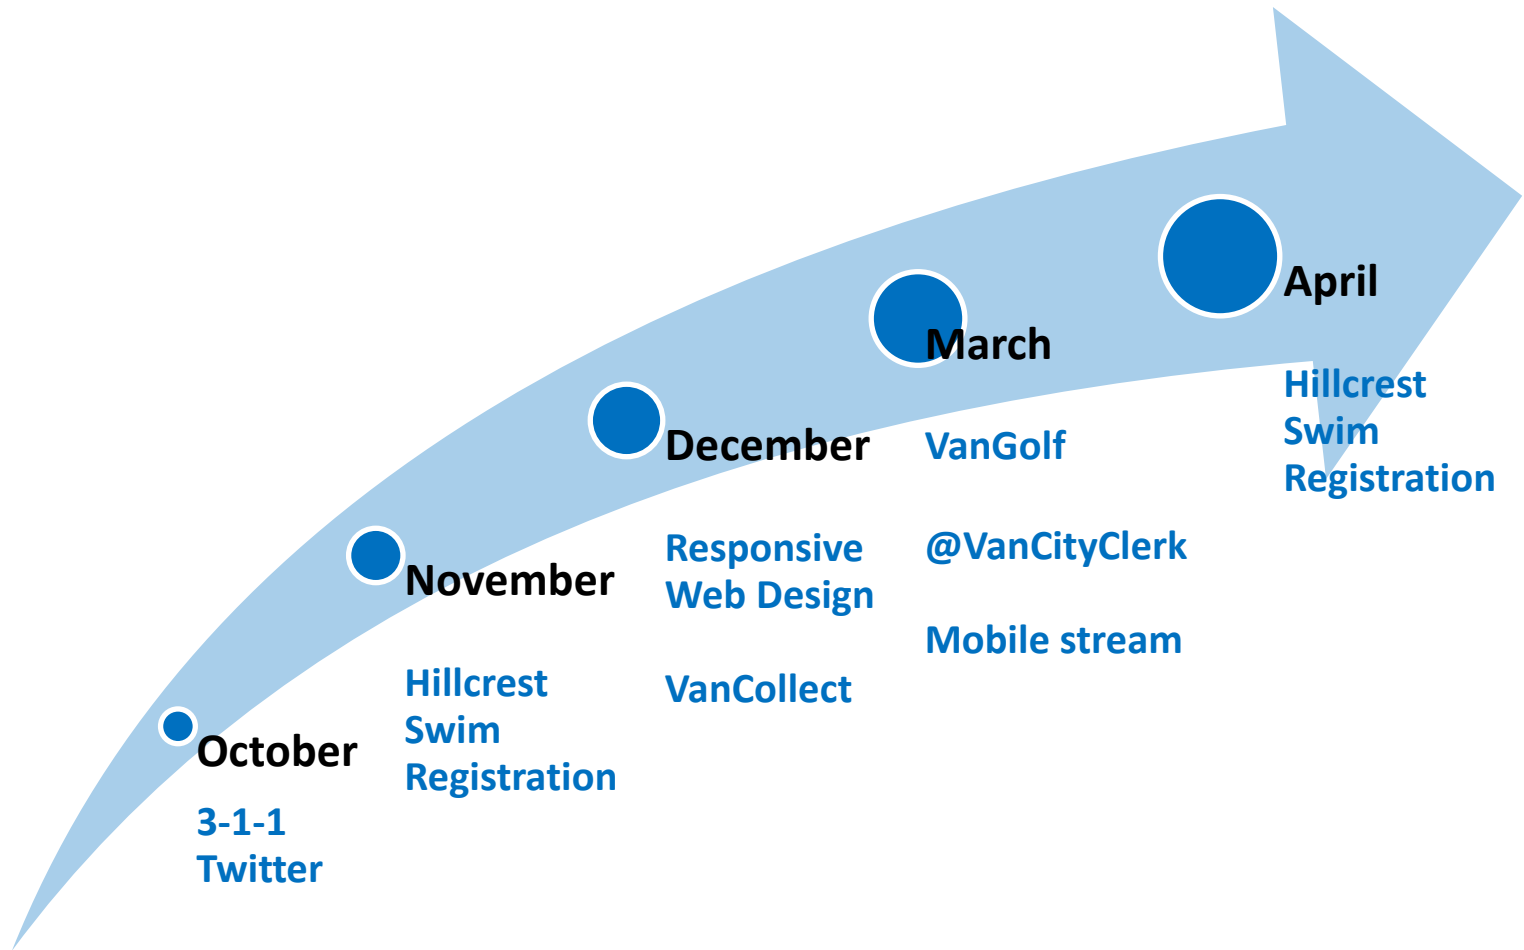 October
3-1-1
Twitter
November
Hillcrest
Swim
Registration
December
Responsive
Web Design
VanCollect
March
VanGolf
@VanCityClerk
Mobile stream
April
Hillcrest
Swim
Registration